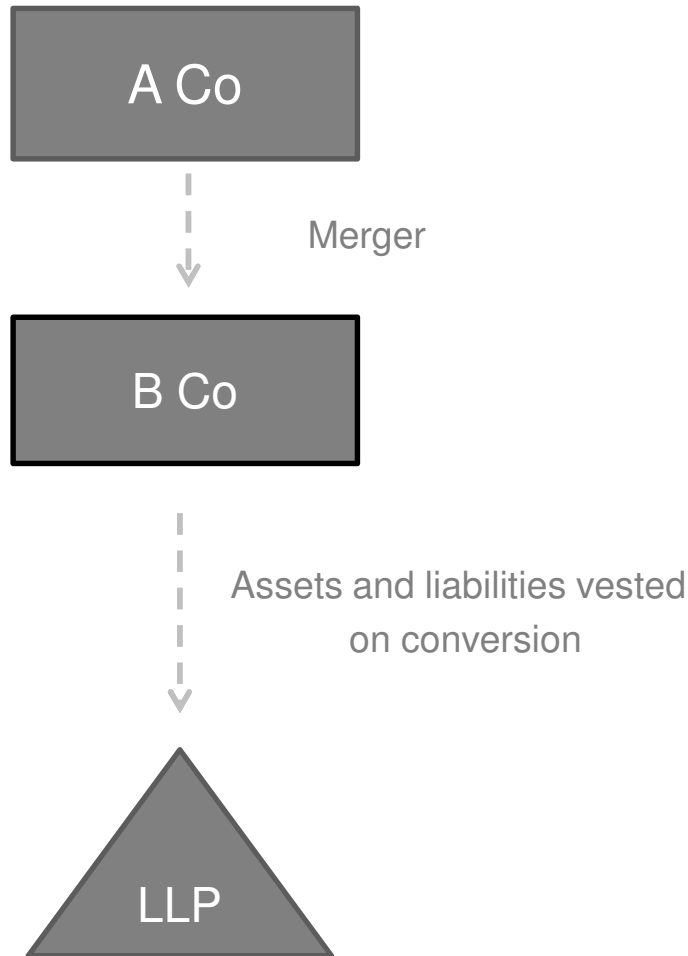 A Co
Merger
B Co
Assets and liabilities vested
on conversion
LLP